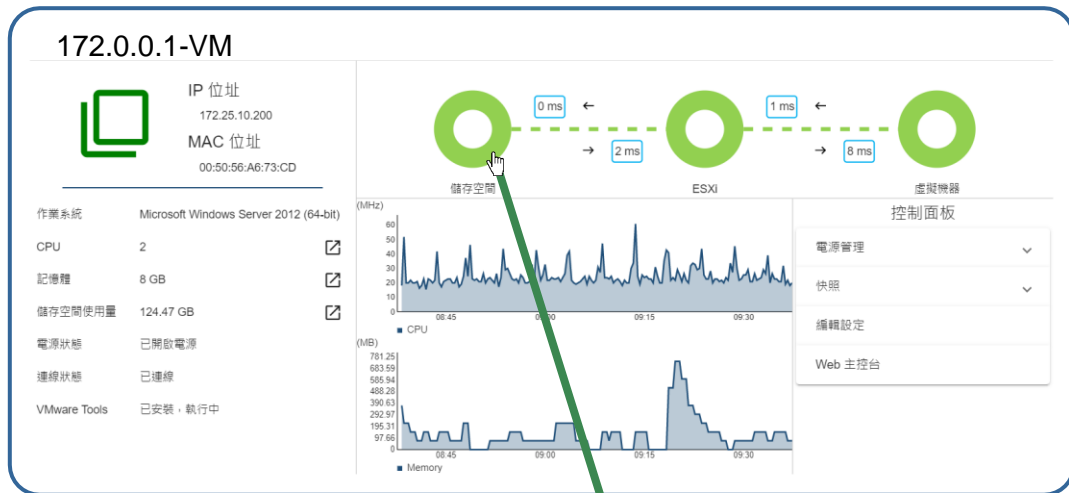 172.0.0.1-VM
IP 位址
172.25.10.200
MAC 位址
00:50:56:A6:73:CD
0 ms ←
→ 2 ms
1 ms ←
→ 8 ms
儲存空間
ESXi
虛擬機器
作業系統 Microsoft Windows Server 2012 (64-bit)
CPU 2
記憶體 8 GB
儲存空間使用量 124.47 GB
電源狀態 已開啟電源
連線狀態 已連線
VMware Tools 已安裝，執行中
(MHz)
60
50
40
30
20
10
0
08:45 09:00 09:15 09:30
CPU
(MB)
781.25
683.59
585.94
488.28
390.63
292.97
195.31
97.66
0
08:45 09:00 09:15 09:30
Memory
控制面板
電源管理
快照
編輯設定
Web 主控台